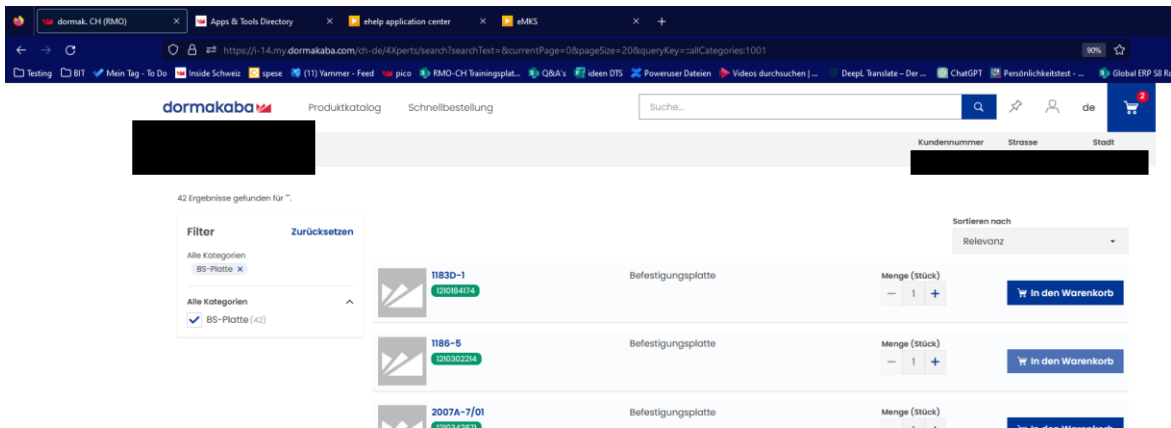 dormak. CH (RMO)
Apps & Tools Directory
ehelp application center
eMKS
https://i-14.my.dormakaba.com/ch-de/4Xperts/search?searchText=&currentPage=0&pageSize=20&queryKey=:allCategories:1001
90%
Testing BIT Mein Tag - To Do Inside Schweiz spese (11) Yammer - Feed pico RMO-CH Trainingsplat... Q&A's ideen DTS Poweruser Dateien Videos durchsuchen | ... DeepL Translate – Der ... ChatGPT Persönlichkeitstest - ... Global ERP S8 Ro
dormakaba Produktkatalog Schnellbestellung Suche... de 2
Kundennummer Strasse Stadt
42 Ergebnisse gefunden für "".
Filter Zurücksetzen
Alle Kategorien
BS-Platte ×
Alle Kategorien
BS-Platte (42)
Sortieren nach
Relevanz
1183D-1 Befestigungsplatte Menge (Stück)
1210184174 1 In den Warenkorb
1186-5 Befestigungsplatte Menge (Stück)
1210302214 1 In den Warenkorb
2007A-7/01 Befestigungsplatte Menge (Stück)
In den Warenkorb